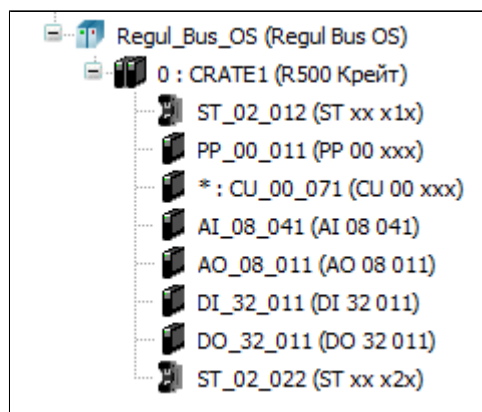 Regul_Bus_OS (Regul Bus OS)
0 : CRATE1 (R500 Крейт)
ST_02_012 (ST xx x1x)
PP_00_011 (PP 00 xxx)
* : CU_00_071 (CU 00 xxx)
AI_08_041 (AI 08 041)
AO_08_011 (AO 08 011)
DI_32_011 (DI 32 011)
DO_32_011 (DO 32 011)
ST_02_022 (ST xx x2x)